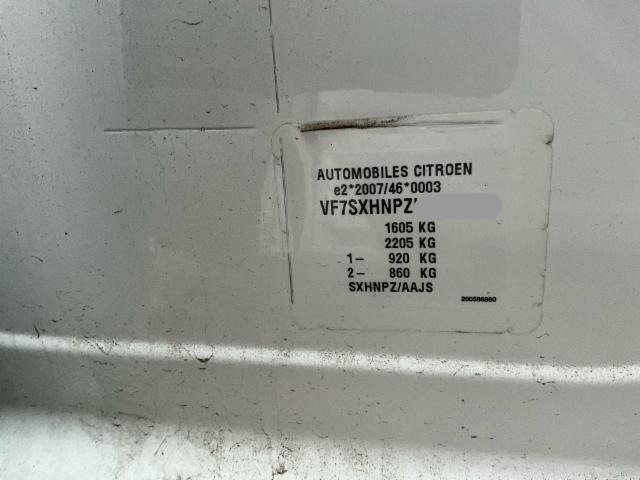 AUTOMOBILES CITROEN
e2*2007/46*0003
VF7SXHNPZ
1605 KG
2205 KG
1- 920 KG
2- 860 KG
SXHNPZ/AAJS
200586860